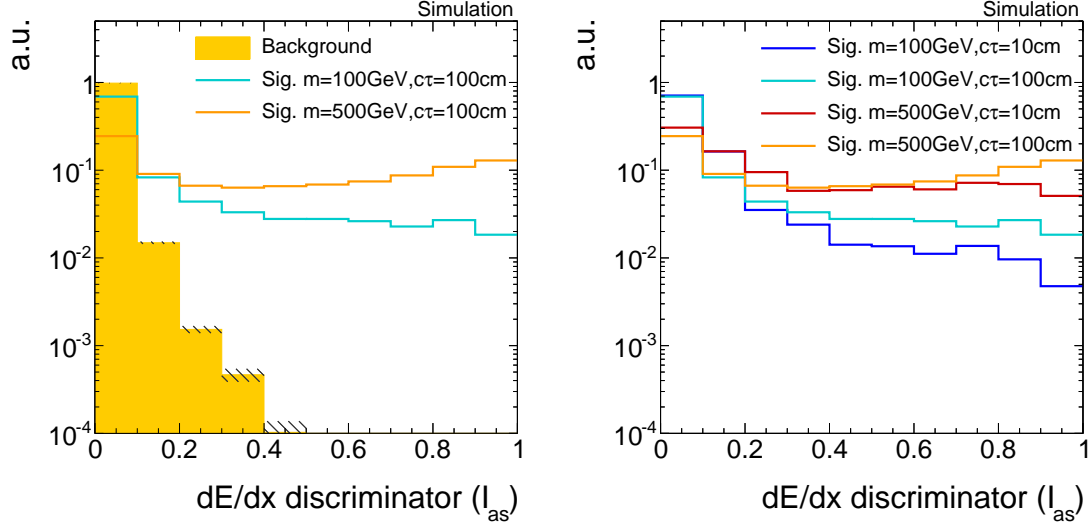 Simulation
a.u.
Background
Sig. m=100GeV,cτ=100cm
Sig. m=500GeV,cτ=100cm
1
10⁻¹
10⁻²
10⁻³
10⁻⁴
0 0.2 0.4 0.6 0.8 1
dE/dx discriminator (I_as)
Simulation
a.u.
Sig. m=100GeV,cτ=10cm
Sig. m=100GeV,cτ=100cm
Sig. m=500GeV,cτ=10cm
Sig. m=500GeV,cτ=100cm
1
10⁻¹
10⁻²
10⁻³
10⁻⁴
0 0.2 0.4 0.6 0.8 1
dE/dx discriminator (I_as)